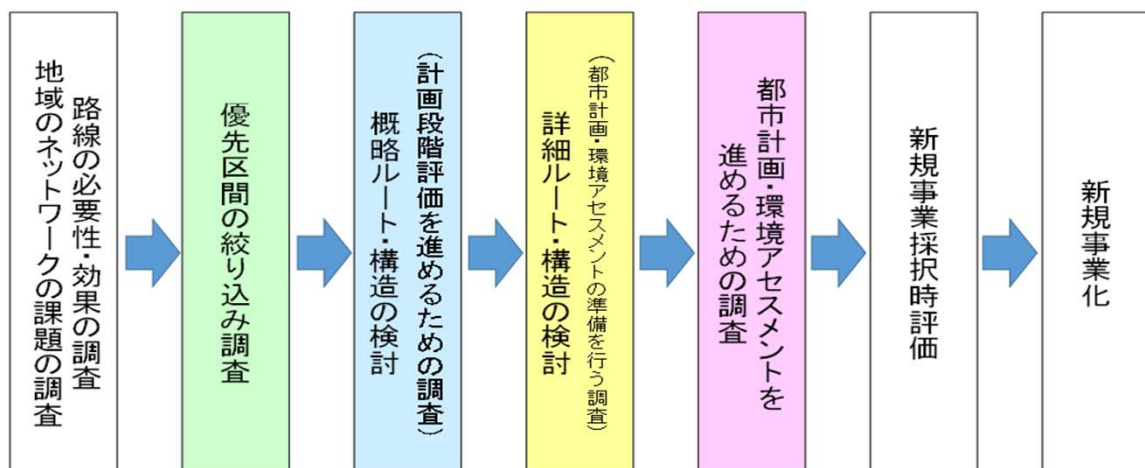 路線の必要性・効果の調査
地域のネットワークの課題の調査
優先区間の絞り込み調査
（計画段階評価を進めるための調査）
概略ルート・構造の検討
（都市計画・環境アセスメントの準備を行う調査）
詳細ルート・構造の検討
都市計画・環境アセスメントを
進めるための調査
新規事業採択時評価
新規事業化